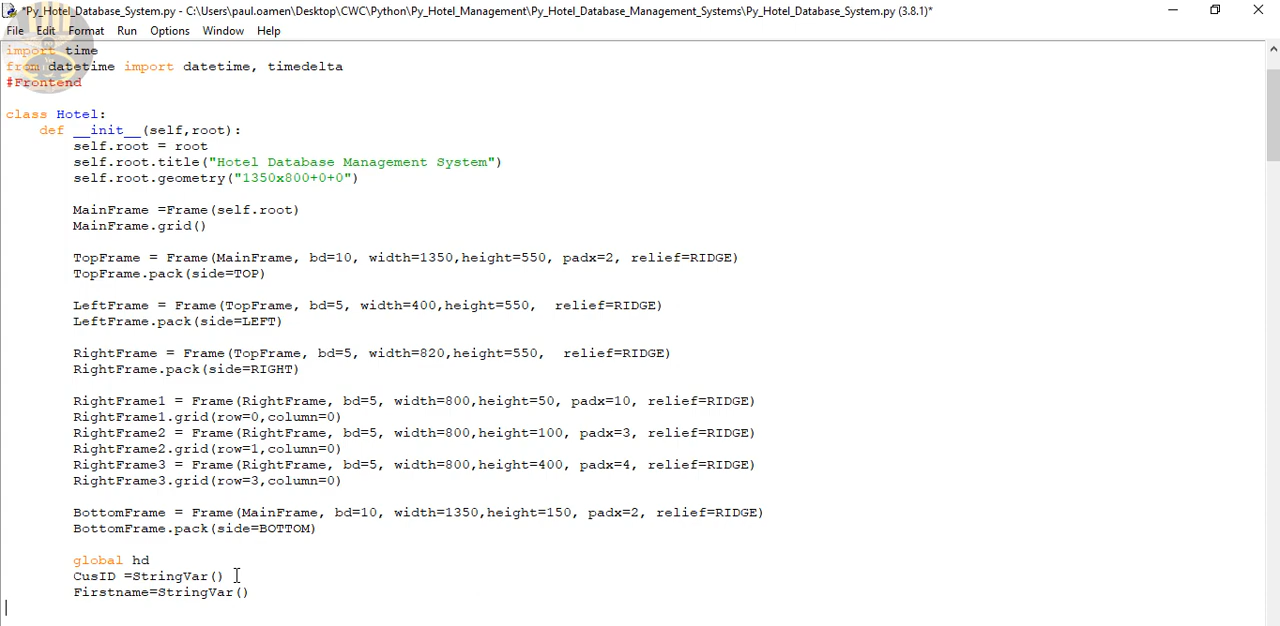 *Py_Hotel_Database_System.py - C:\Users\paul.oamen\Desktop\CWC\Python\Py_Hotel_Management\Py_Hotel_Database_Management_Systems\Py_Hotel_Database_System.py (3.8.1)*
File Edit Format Run Options Window Help
import time
from datetime import datetime, timedelta
#Frontend
class Hotel:
def __init__(self,root):
self.root = root
self.root.title("Hotel Database Management System")
self.root.geometry("1350x800+0+0")
MainFrame =Frame(self.root)
MainFrame.grid()
TopFrame = Frame(MainFrame, bd=10, width=1350,height=550, padx=2, relief=RIDGE)
TopFrame.pack(side=TOP)
LeftFrame = Frame(TopFrame, bd=5, width=400,height=550,  relief=RIDGE)
LeftFrame.pack(side=LEFT)
RightFrame = Frame(TopFrame, bd=5, width=820,height=550,  relief=RIDGE)
RightFrame.pack(side=RIGHT)
RightFrame1 = Frame(RightFrame, bd=5, width=800,height=50, padx=10, relief=RIDGE)
RightFrame1.grid(row=0,column=0)
RightFrame2 = Frame(RightFrame, bd=5, width=800,height=100, padx=3, relief=RIDGE)
RightFrame2.grid(row=1,column=0)
RightFrame3 = Frame(RightFrame, bd=5, width=800,height=400, padx=4, relief=RIDGE)
RightFrame3.grid(row=3,column=0)
BottomFrame = Frame(MainFrame, bd=10, width=1350,height=150, padx=2, relief=RIDGE)
BottomFrame.pack(side=BOTTOM)
global hd
CusID =StringVar()
Firstname=StringVar()